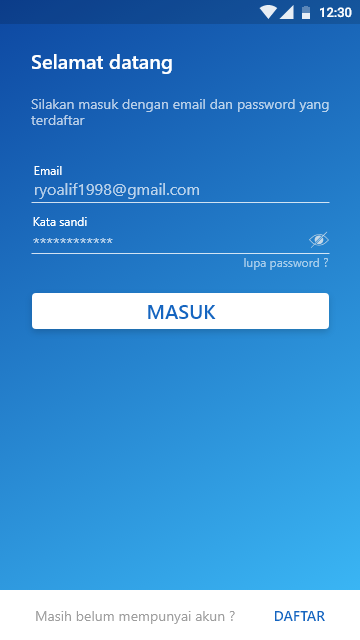 12:30
Selamat datang
Silakan masuk dengan email dan password yang
terdaftar
Email
ryoalif1998@gmail.com
Kata sandi
************
lupa password ?
MASUK
Masih belum mempunyai akun ? DAFTAR